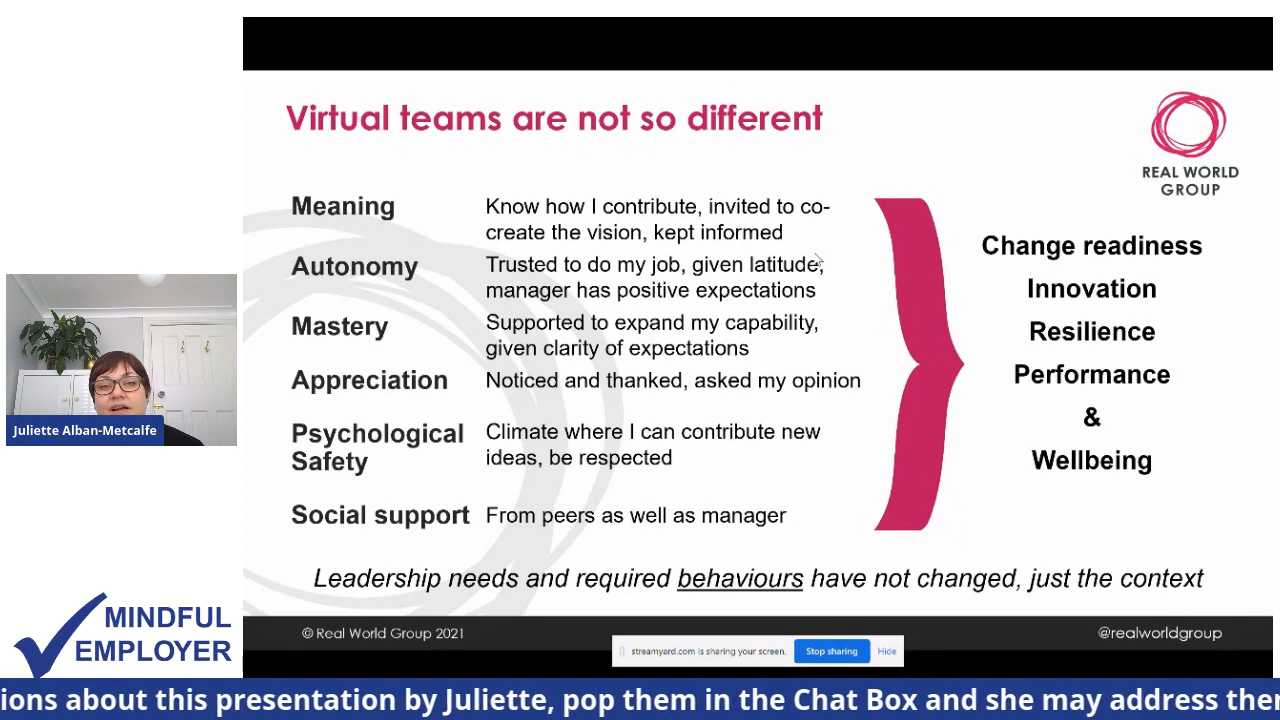 Virtual teams are not so different
REAL WORLD
GROUP
Meaning
Know how I contribute, invited to co-
create the vision, kept informed
Autonomy
Trusted to do my job, given latitude,
manager has positive expectations
Mastery
Supported to expand my capability,
given clarity of expectations
Appreciation
Noticed and thanked, asked my opinion
Psychological
Safety
Climate where I can contribute new
ideas, be respected
Social support
From peers as well as manager
Change readiness
Innovation
Resilience
Performance
&
Wellbeing
Leadership needs and required behaviours have not changed, just the context
© Real World Group 2021
@realworldgroup
streamyard.com is sharing your screen.
Stop sharing
Hide
Juliette Alban-Metcalfe
MINDFUL
EMPLOYER
ions about this presentation by Juliette, pop them in the Chat Box and she may address ther